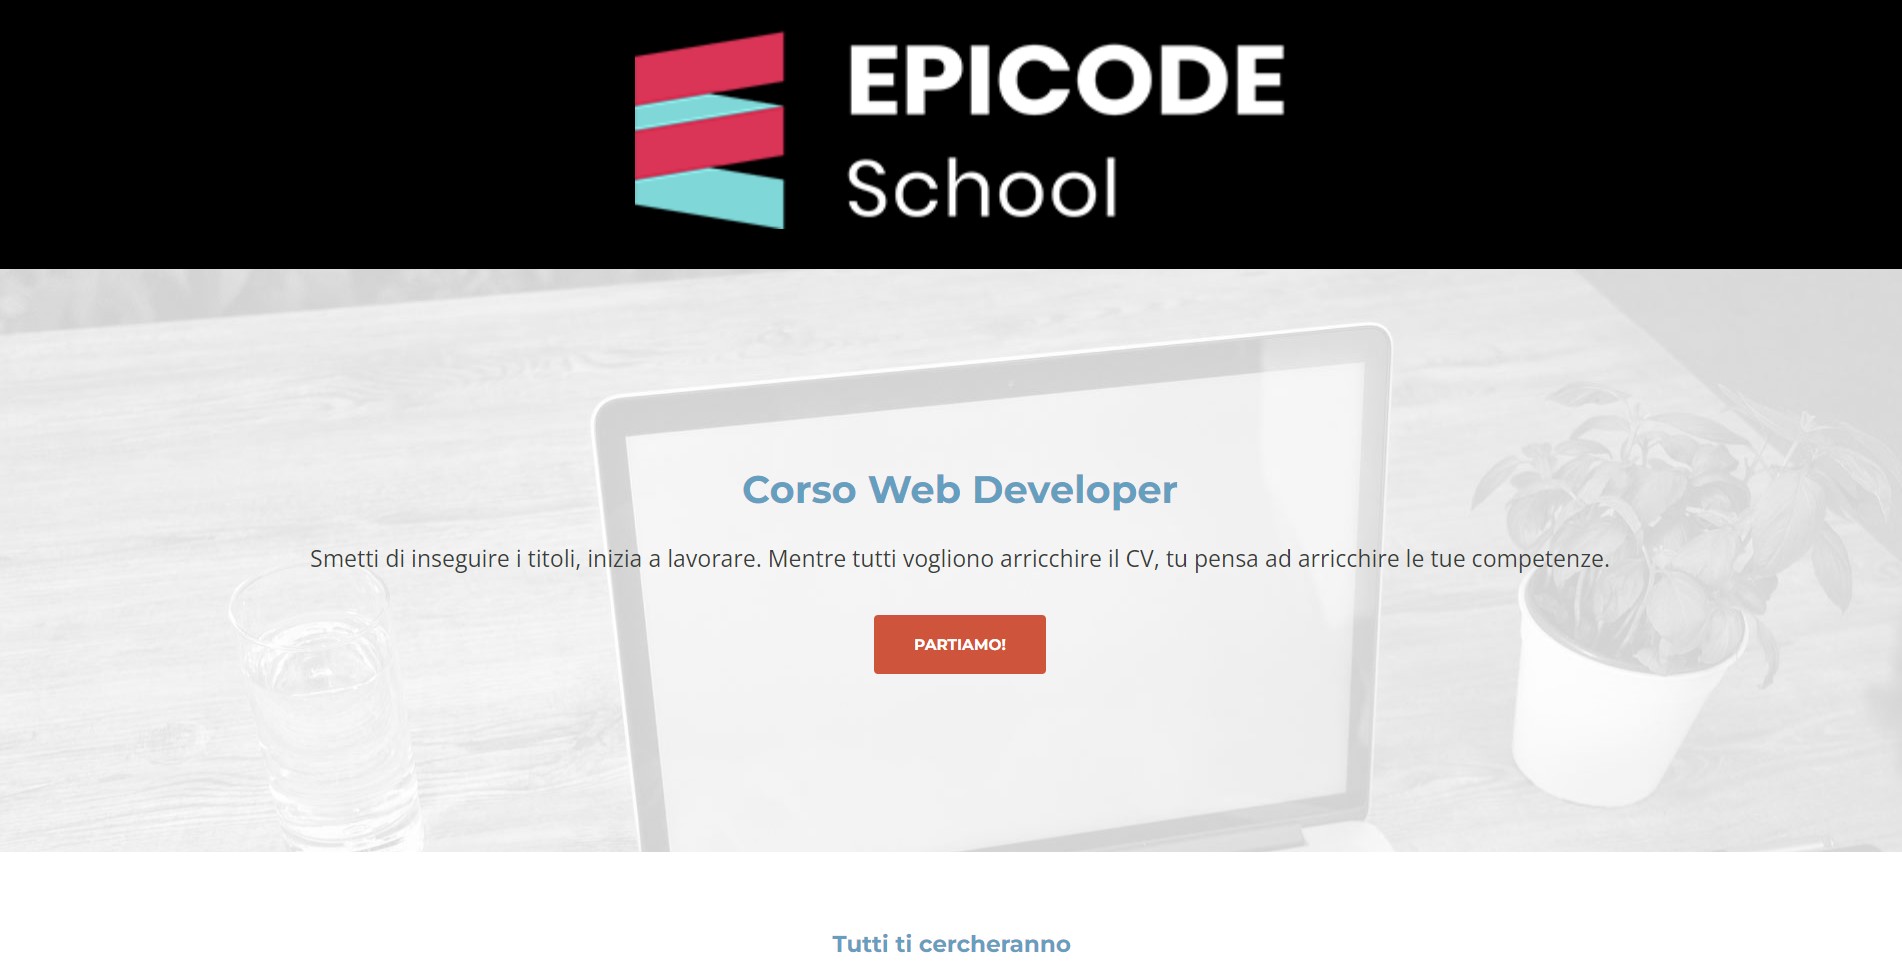 EPICODE
School
Corso Web Developer
Smetti di inseguire i titoli, inizia a lavorare. Mentre tutti vogliono arricchire il CV, tu pensa ad arricchire le tue competenze.
PARTIAMO!
Tutti ti cercheranno